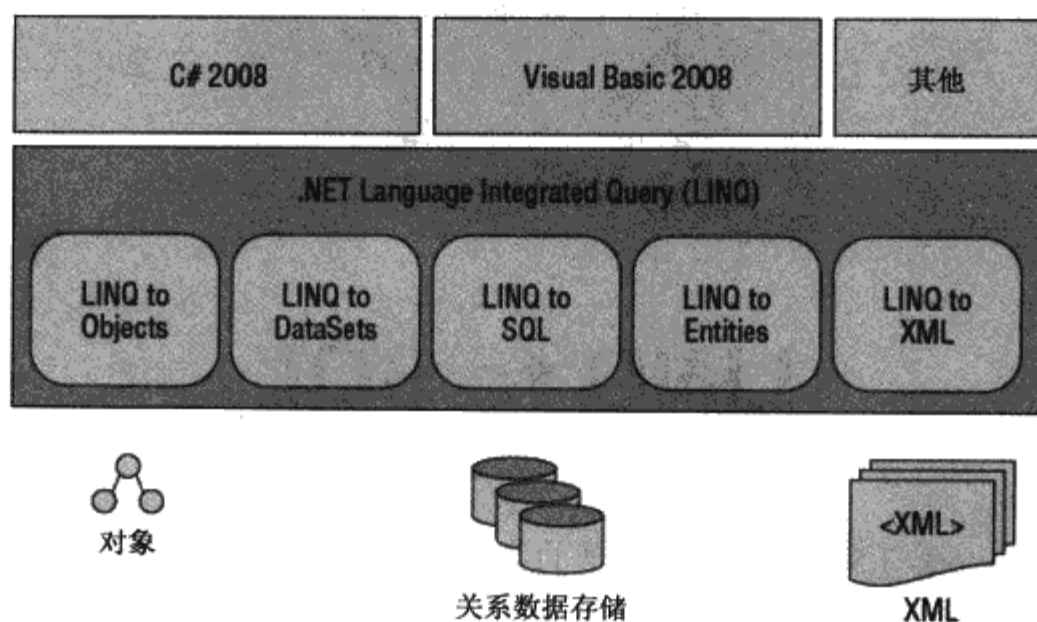 C# 2008
Visual Basic 2008
其他
.NET Language Integrated Query (LINQ)
LINQ to
Objects
LINQ to
DataSets
LINQ to
SQL
LINQ to
Entities
LINQ to
XML
对象
关系数据存储
<XML>
XML